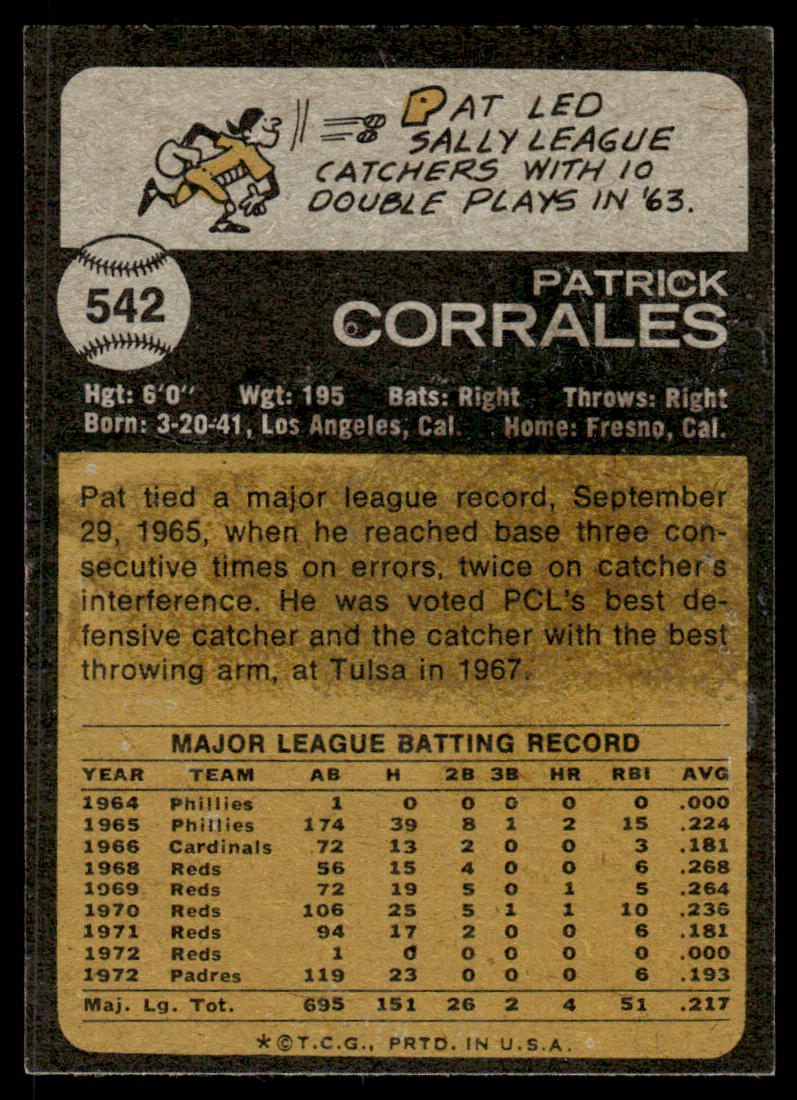 PAT LED
SALLY LEAGUE
CATCHERS WITH 10
DOUBLE PLAYS IN '63.
542
PATRICK
CORRALES
Hgt: 6'0" Wgt: 195 Bats: Right Throws: Right
Born: 3-20-41, Los Angeles, Cal. Home: Fresno, Cal.
Pat tied a major league record, September
29, 1965, when he reached base three con-
secutive times on errors, twice on catcher's
interference. He was voted PCL's best de-
fensive catcher and the catcher with the best
throwing arm, at Tulsa in 1967.
MAJOR LEAGUE BATTING RECORD
YEAR TEAM AB H 2B 3B HR RBI AVG
1964 Phillies 1 0 0 0 0 0 .000
1965 Phillies 174 39 8 1 2 15 .224
1966 Cardinals 72 13 2 0 0 3 .181
1968 Reds 56 15 4 0 0 6 .268
1969 Reds 72 19 5 0 1 5 .264
1970 Reds 106 25 5 1 1 10 .236
1971 Reds 94 17 2 0 0 6 .181
1972 Reds 1 0 0 0 0 0 .000
1972 Padres 119 23 0 0 0 6 .193
Maj. Lg. Tot. 695 151 26 2 4 51 .217
*©T.C.G., PRTD. IN U.S.A.